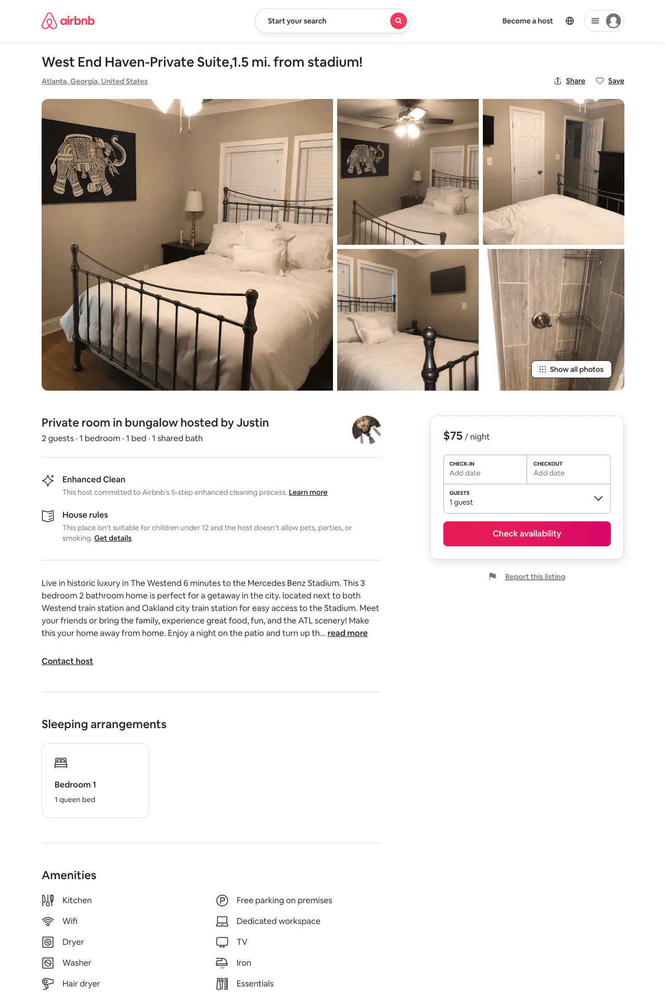 airbnb
Start your search
Become a host
West End Haven-Private Suite,1.5 mi. from stadium!
Atlanta, Georgia, United States
Share
Save
Show all photos
Private room in bungalow hosted by Justin
2 guests · 1 bedroom · 1 bed · 1 shared bath
Enhanced Clean
This host committed to Airbnb's 5-step enhanced cleaning process. Learn more
House rules
This place isn’t suitable for children under 12 and the host doesn’t allow pets, parties, or
smoking. Get details
Live in historic luxury in The Westend 6 minutes to the Mercedes Benz Stadium. This 3
bedroom 2 bathroom home is perfect for a getaway in the city. located next to both
Westend train station and Oakland city train station for easy access to the Stadium. Meet
your friends or bring the family, experience great food, fun, and the ATL scenery! Make
this your home away from home. Enjoy a night on the patio and turn up th... read more
Contact host
$75 / night
CHECK-IN
Add date
CHECKOUT
Add date
GUESTS
1 guest
Check availability
Report this listing
Sleeping arrangements
Bedroom 1
1 queen bed
Amenities
Kitchen
Free parking on premises
Wifi
Dedicated workspace
Dryer
TV
Washer
Iron
Hair dryer
Essentials